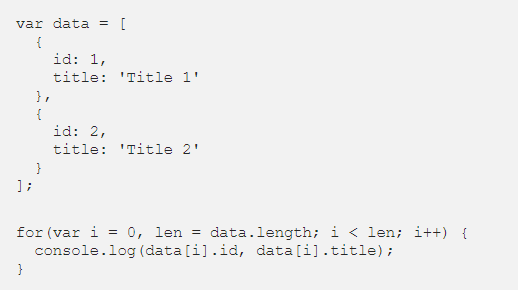 var data = [
  {
    id: 1,
    title: 'Title 1'
  },
  {
    id: 2,
    title: 'Title 2'
  }
];

for(var i = 0, len = data.length; i < len; i++) {
  console.log(data[i].id, data[i].title);
}